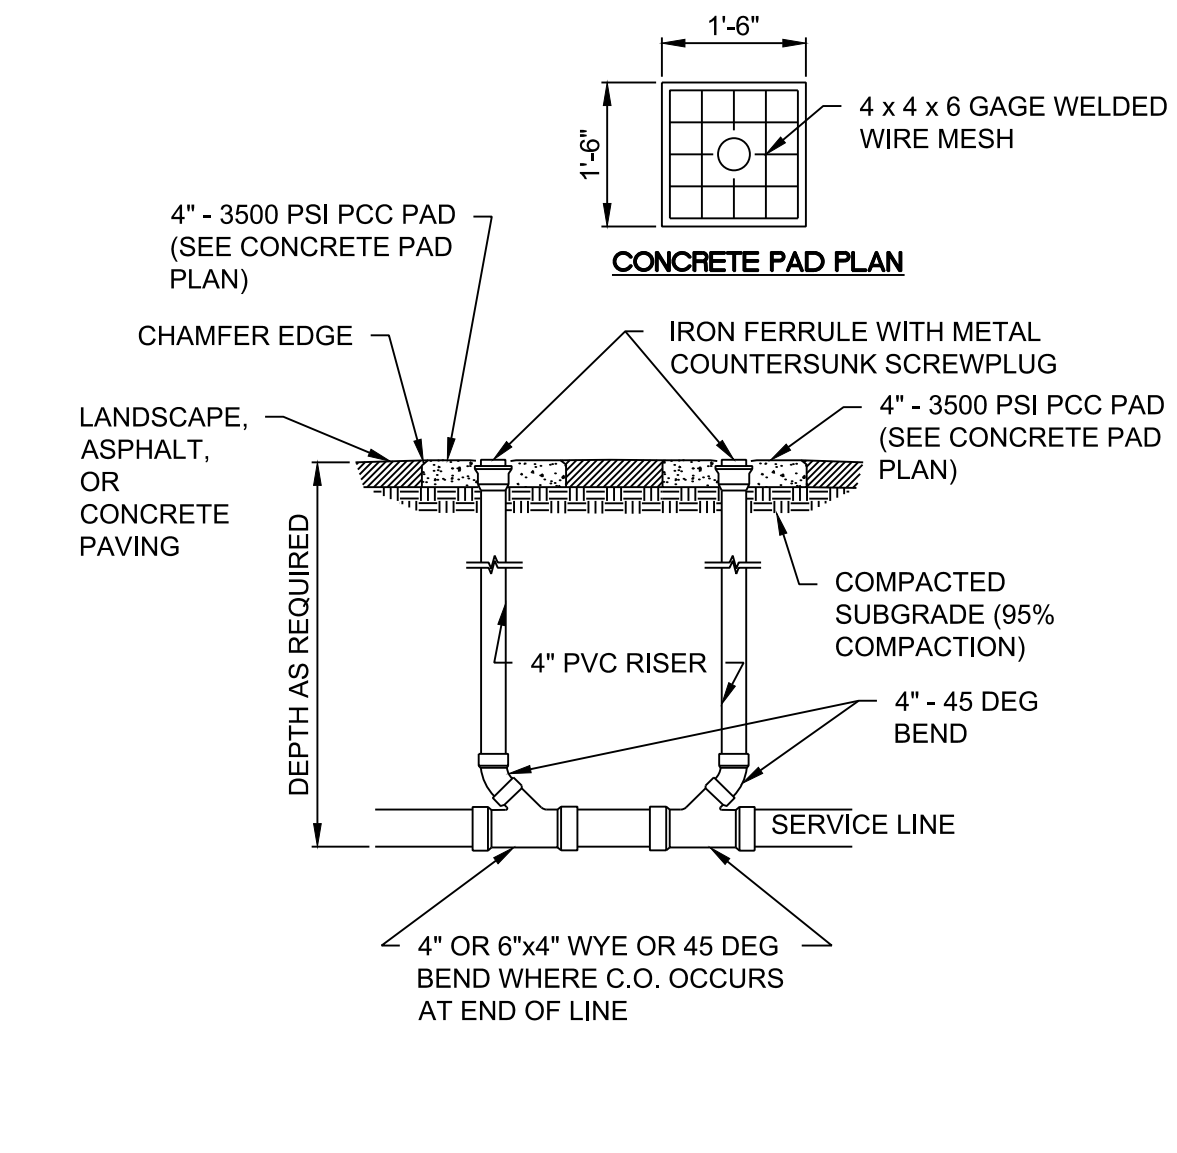 1'-6"
1'-6"
4 x 4 x 6 GAGE WELDED
WIRE MESH
CONCRETE PAD PLAN
4" - 3500 PSI PCC PAD
(SEE CONCRETE PAD
PLAN)
CHAMFER EDGE
IRON FERRULE WITH METAL
COUNTERSUNK SCREWPLUG
LANDSCAPE,
ASPHALT,
OR
CONCRETE
PAVING
4" - 3500 PSI PCC PAD
(SEE CONCRETE PAD
PLAN)
DEPTH AS REQUIRED
COMPACTED
SUBGRADE (95%
COMPACTION)
4" PVC RISER
4" - 45 DEG
BEND
SERVICE LINE
4" OR 6"x4" WYE OR 45 DEG
BEND WHERE C.O. OCCURS
AT END OF LINE